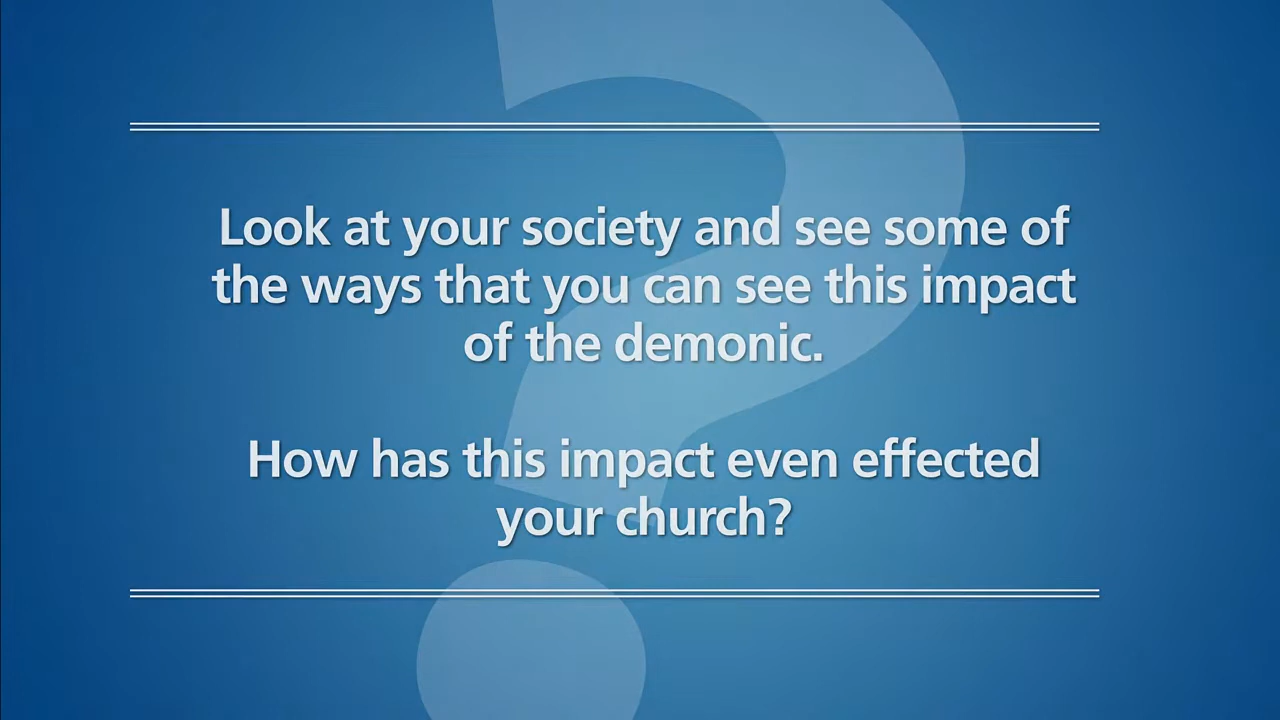 Look at your society and see some of
the ways that you can see this impact
of the demonic.
How has this impact even effected
your church?